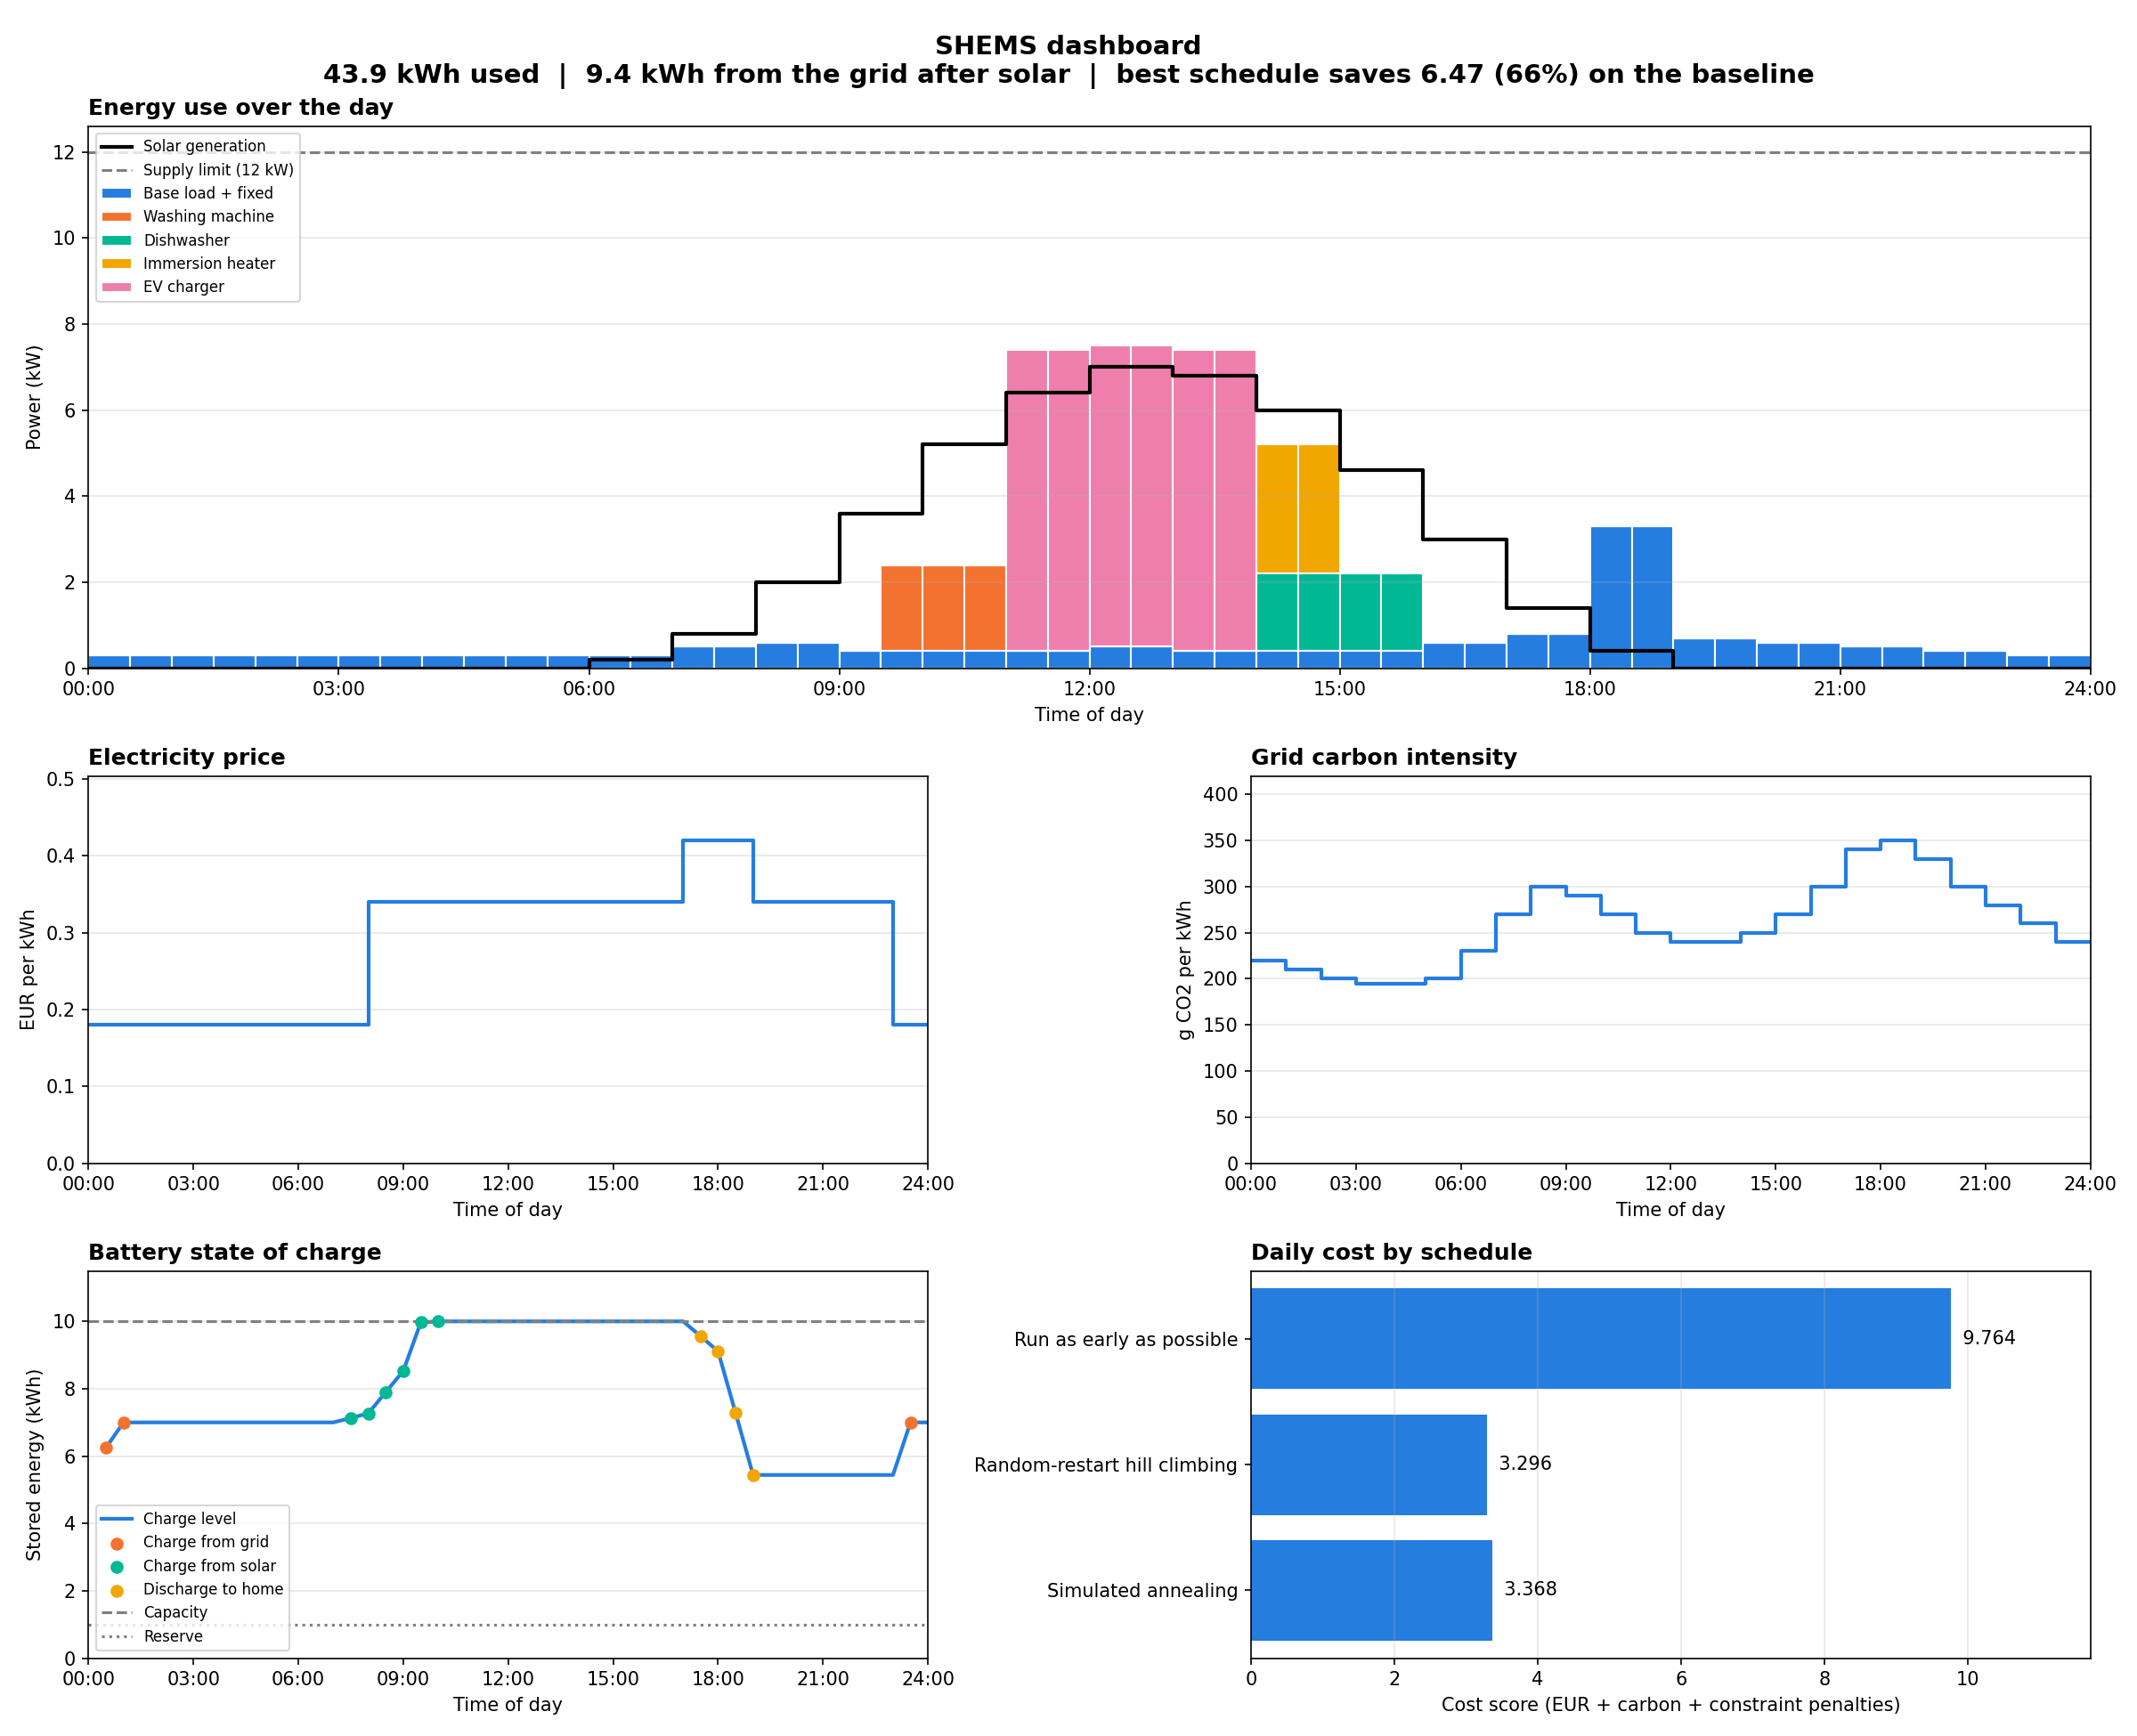 SHEMS dashboard
43.9 kWh used | 9.4 kWh from the grid after solar | best schedule saves 6.47 (66%) on the baseline
Energy use over the day
Solar generation
Supply limit (12 kW)
Base load + fixed
Washing machine
Dishwasher
Immersion heater
EV charger
Power (kW)
12
10
8
6
4
2
0
00:00 03:00 06:00 09:00 12:00 15:00 18:00 21:00 24:00
Time of day
Electricity price
EUR per kWh
0.5
0.4
0.3
0.2
0.1
0.0
00:00 03:00 06:00 09:00 12:00 15:00 18:00 21:00 24:00
Time of day
Grid carbon intensity
g CO2 per kWh
400
350
300
250
200
150
100
50
0
00:00 03:00 06:00 09:00 12:00 15:00 18:00 21:00 24:00
Time of day
Battery state of charge
Stored energy (kWh)
10
8
6
4
2
0
Charge level
Charge from grid
Charge from solar
Discharge to home
Capacity
Reserve
00:00 03:00 06:00 09:00 12:00 15:00 18:00 21:00 24:00
Time of day
Daily cost by schedule
Run as early as possible 9.764
Random-restart hill climbing 3.296
Simulated annealing 3.368
0 2 4 6 8 10
Cost score (EUR + carbon + constraint penalties)